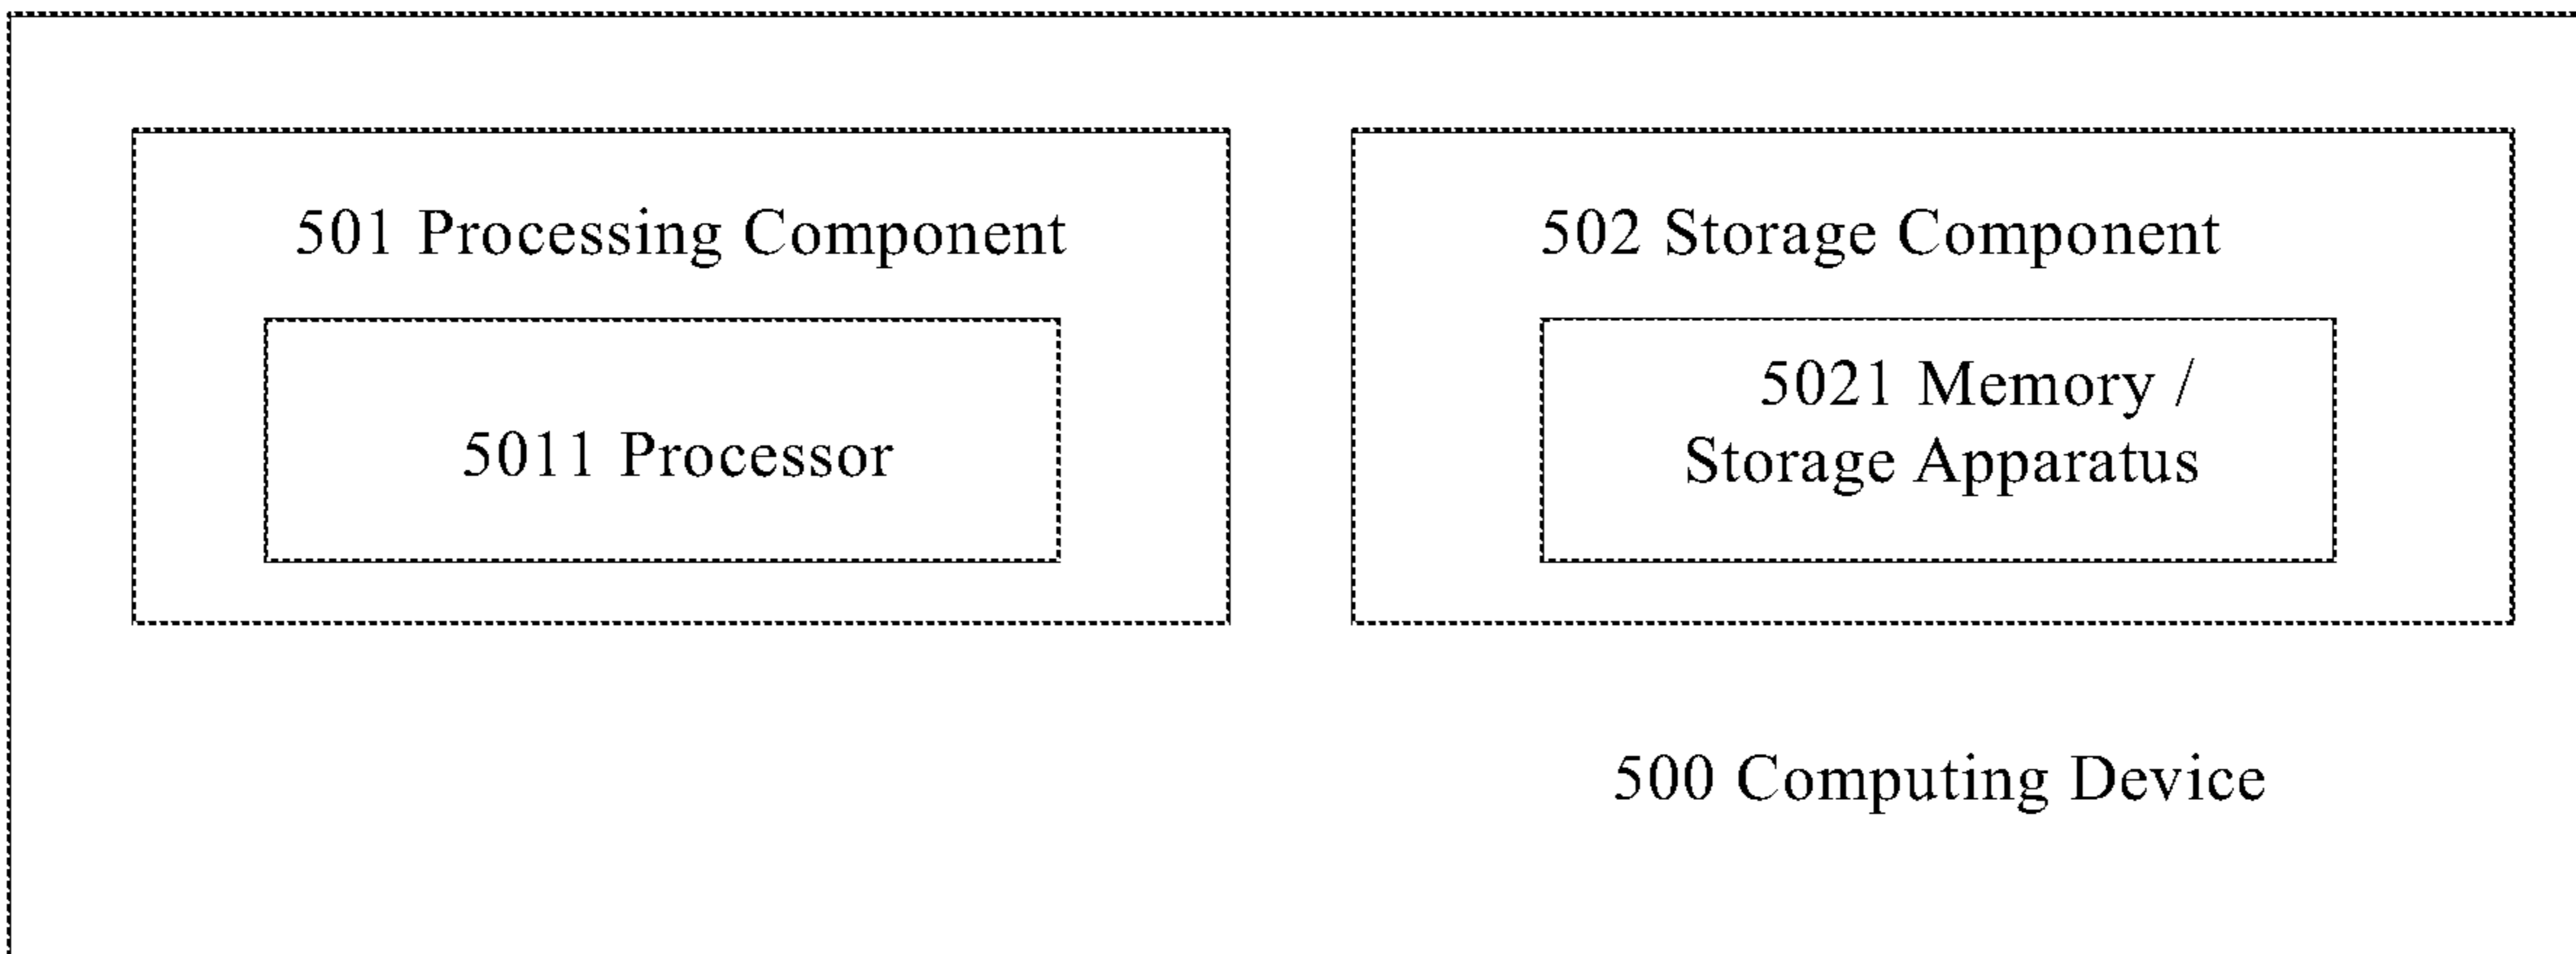 501 Processing Component
5011 Processor
502 Storage Component
5021 Memory /
Storage Apparatus
500 Computing Device